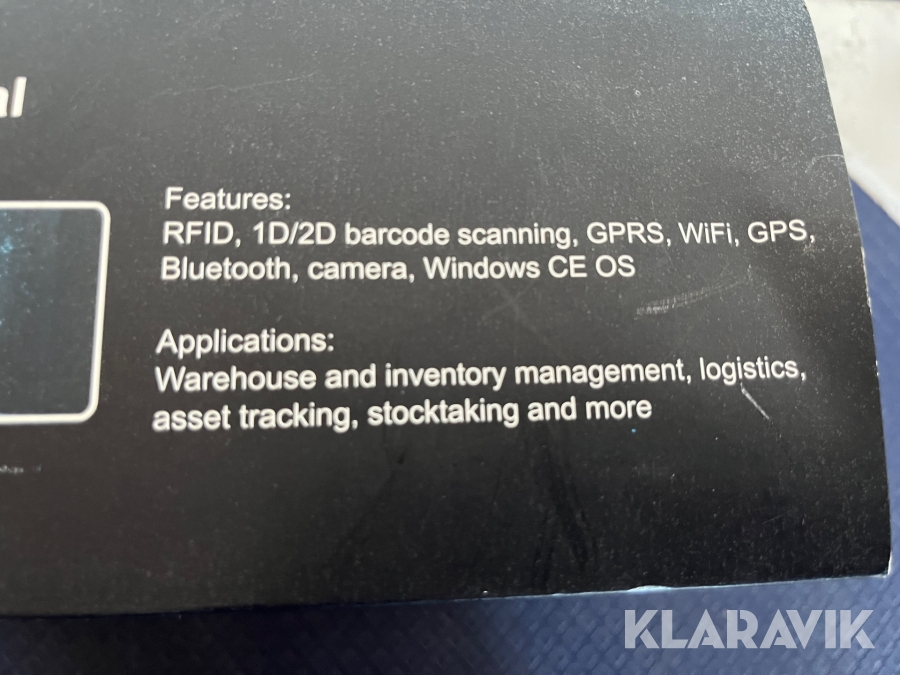 al
Features:
RFID, 1D/2D barcode scanning, GPRS, WiFi, GPS,
Bluetooth, camera, Windows CE OS
Applications:
Warehouse and inventory management, logistics,
asset tracking, stocktaking and more
KLARAVIK